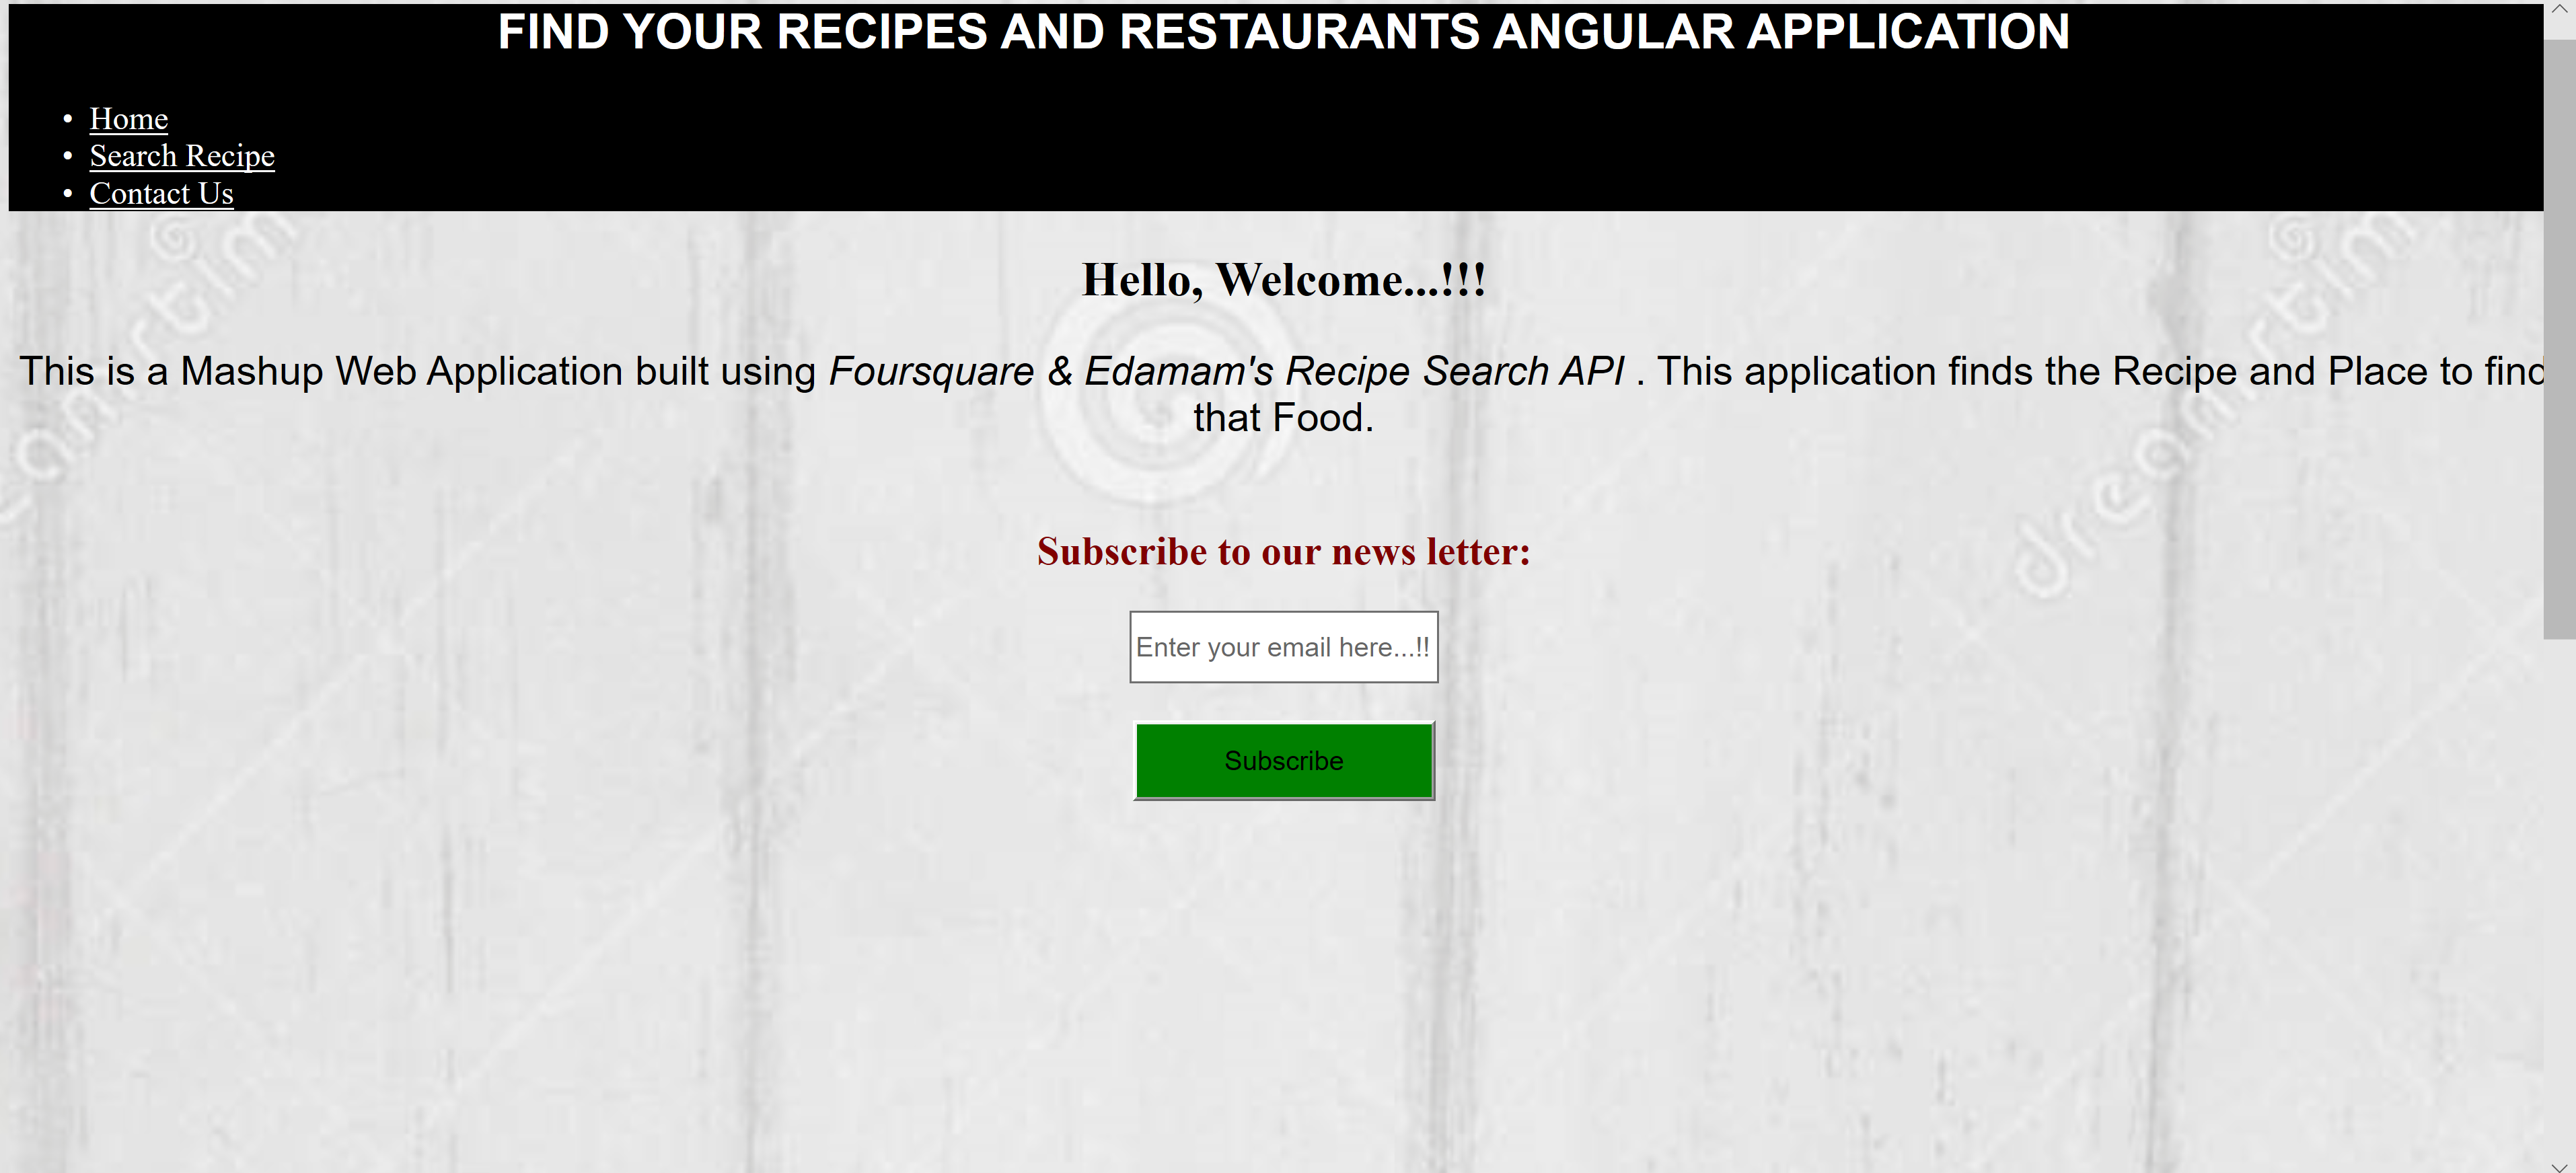 FIND YOUR RECIPES AND RESTAURANTS ANGULAR APPLICATION
• Home
• Search Recipe
• Contact Us
Hello, Welcome...!!!
This is a Mashup Web Application built using Foursquare & Edamam's Recipe Search API . This application finds the Recipe and Place to find
that Food.
Subscribe to our news letter:
Enter your email here...!!
Subscribe